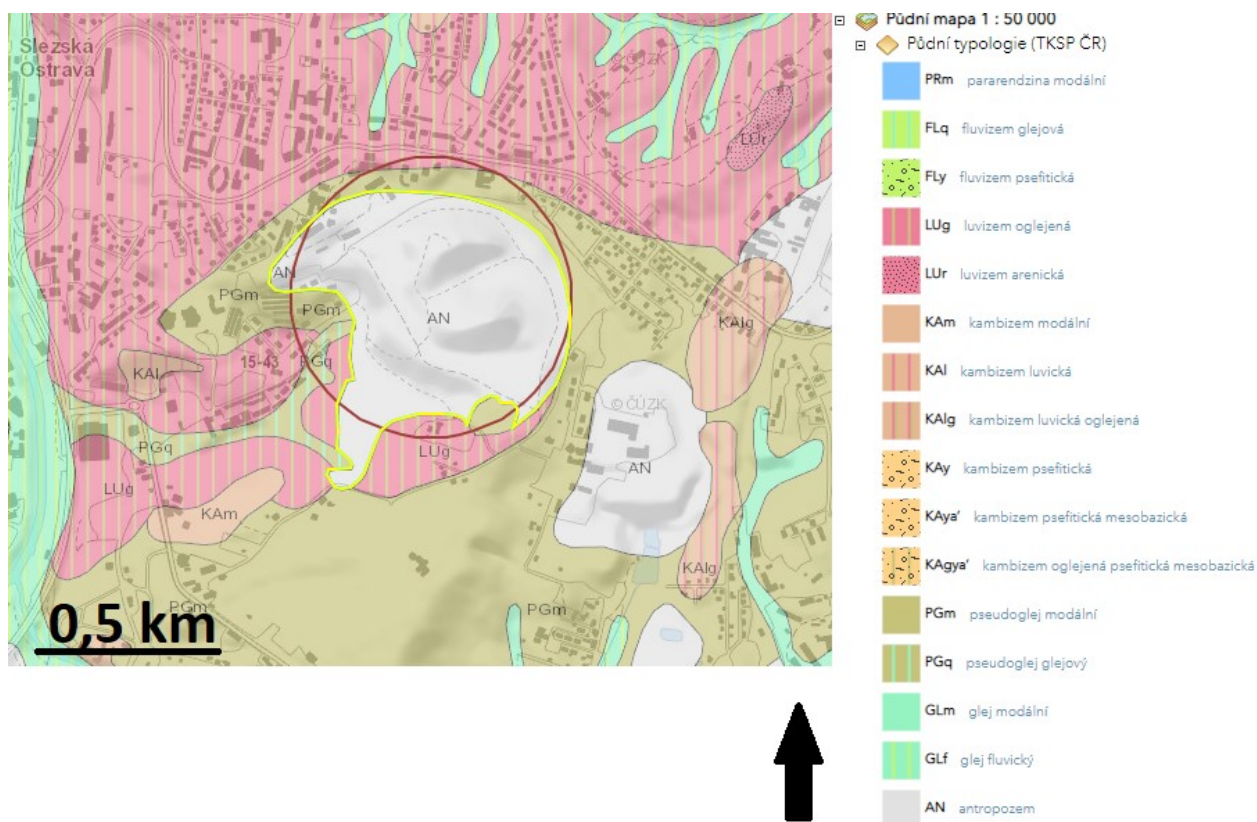 Slezská
Ostrava
© ČÚZK
LUr
AN
PGm
PGm
AN
KAlg
15-43
PGq
KAl
© ČÚZK
PGq
LUg
AN
LUg
KAm
KAlg
PGm
PGm
0,5 km
Půdní mapa 1 : 50 000
Půdní typologie (TKSP ČR)
PRm pararendzina modální
FLq fluvizem glejová
FLy fluvizem psefitická
LUg luvizem oglejená
LUr luvizem arenická
KAm kambizem modální
KAl kambizem luvická
KAlg kambizem luvická oglejená
KAy kambizem psefitická
KAya' kambizem psefitická mesobazická
KAgya' kambizem oglejená psefitická mesobazická
PGm pseudoglej modální
PGq pseudoglej glejový
GLm glej modální
GLf glej fluvický
AN antropozem